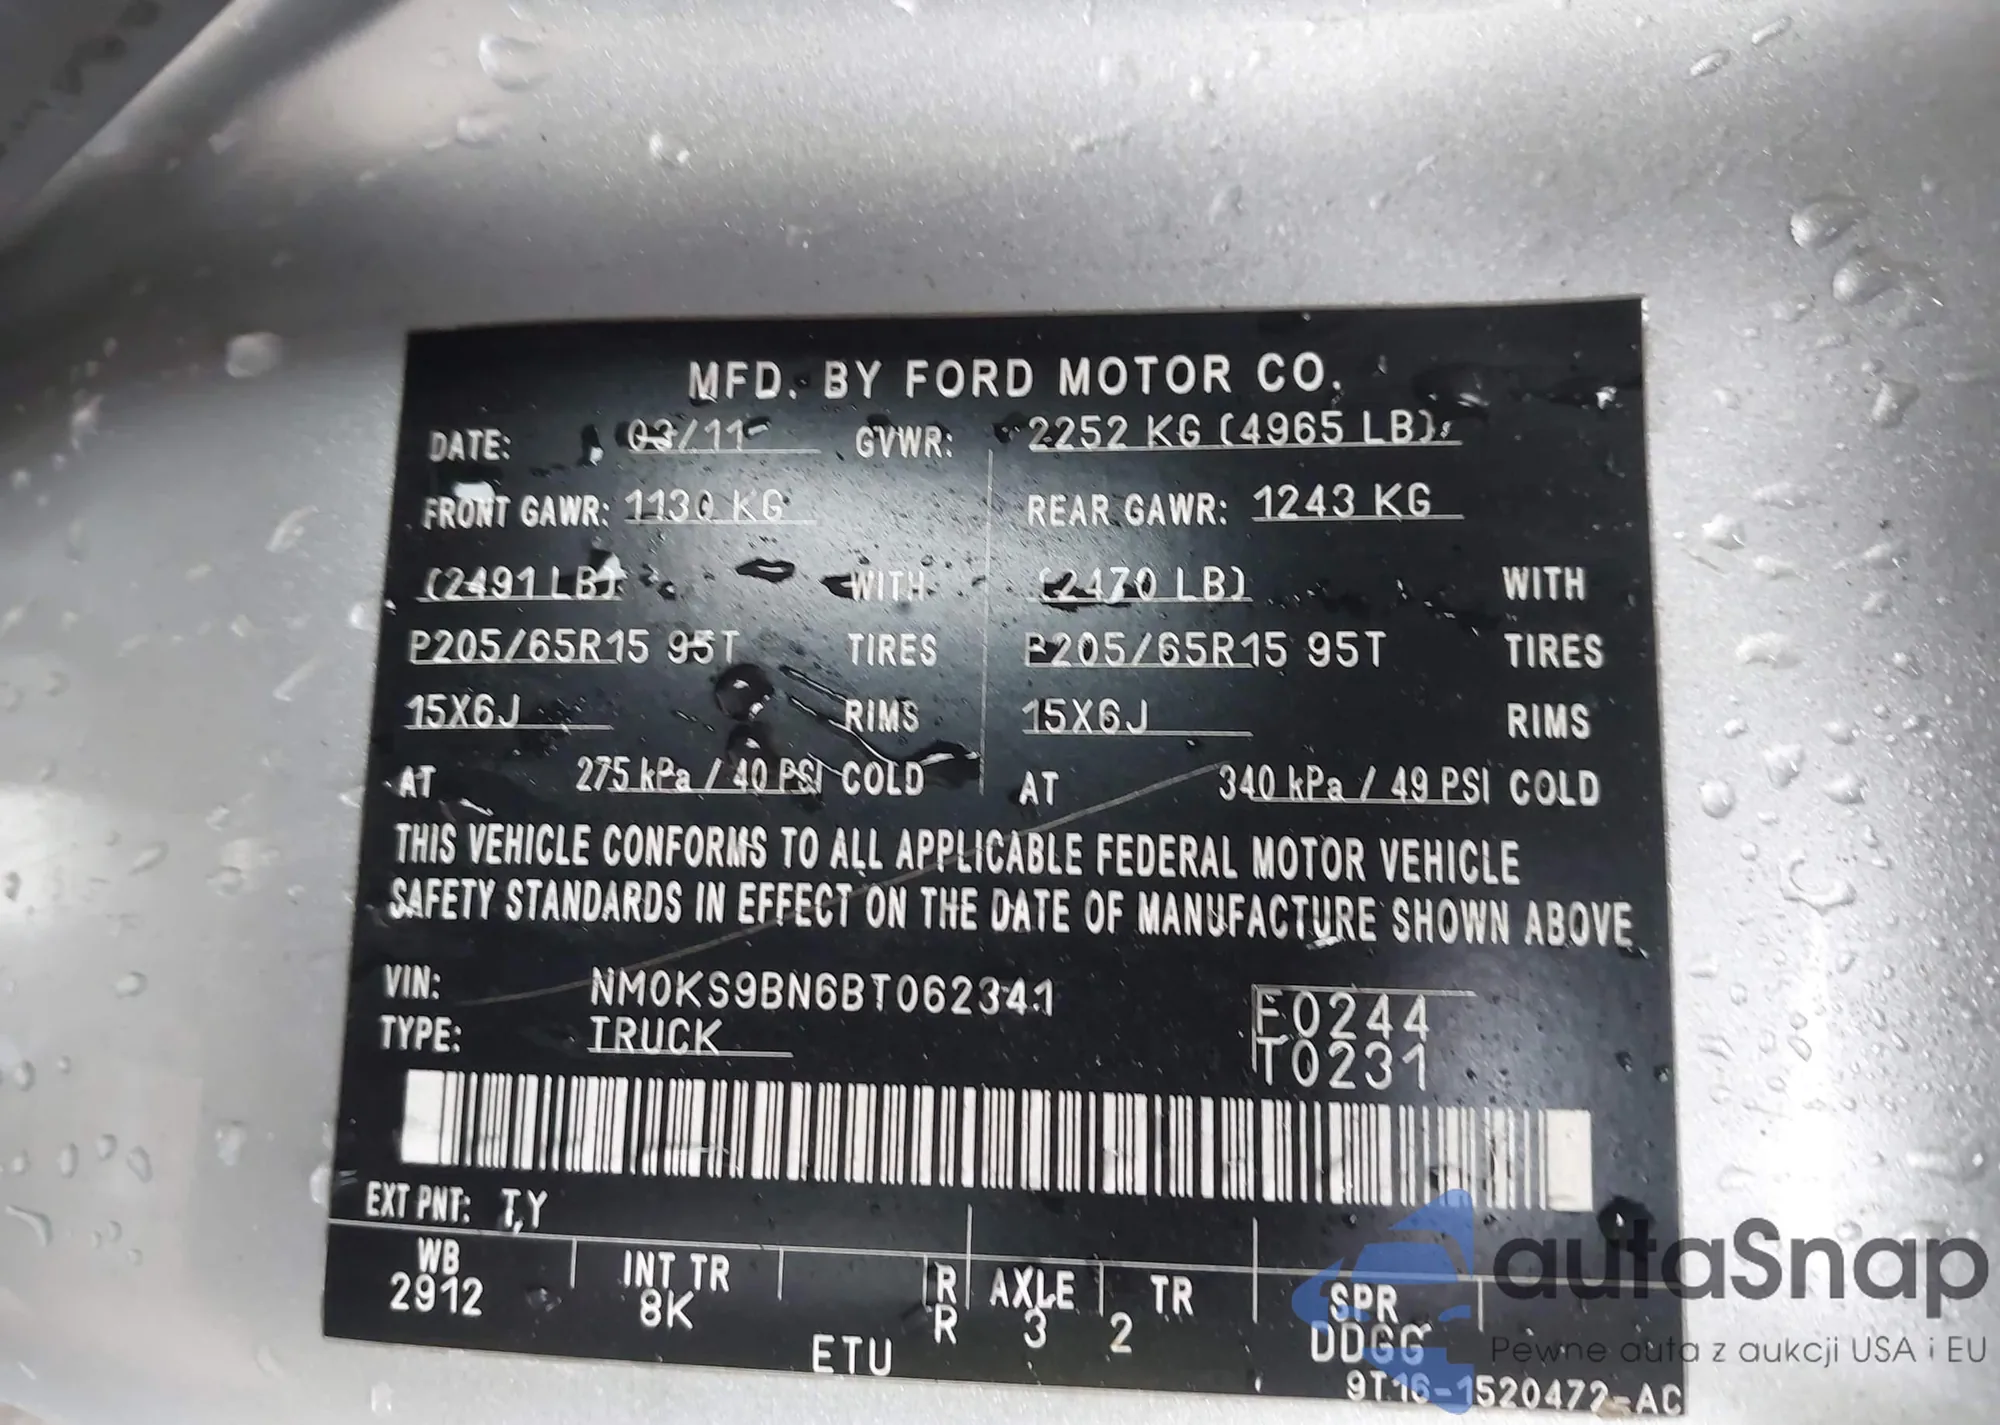 MFD. BY FORD MOTOR CO.
DATE: 03/11 GVWR: 2252 KG (4965 LB)
FRONT GAWR: 1130 KG REAR GAWR: 1243 KG
(2491 LB) WITH (2470 LB) WITH
P205/65R15 95T TIRES P205/65R15 95T TIRES
15X6J RIMS 15X6J RIMS
AT 275 kPa / 40 PSI COLD AT 340 kPa / 49 PSI COLD
THIS VEHICLE CONFORMS TO ALL APPLICABLE FEDERAL MOTOR VEHICLE
SAFETY STANDARDS IN EFFECT ON THE DATE OF MANUFACTURE SHOWN ABOVE
VIN: NM0KS9BN6BT062341 F0244
TYPE: TRUCK T0231
EXT PNT: T,Y
WB INT TR R AXLE TR SPR
2912 8K R 3 2 DDGG
ETU
9T16-1520472-AC
autaSnap
Pewne auta z aukcji USA i EU